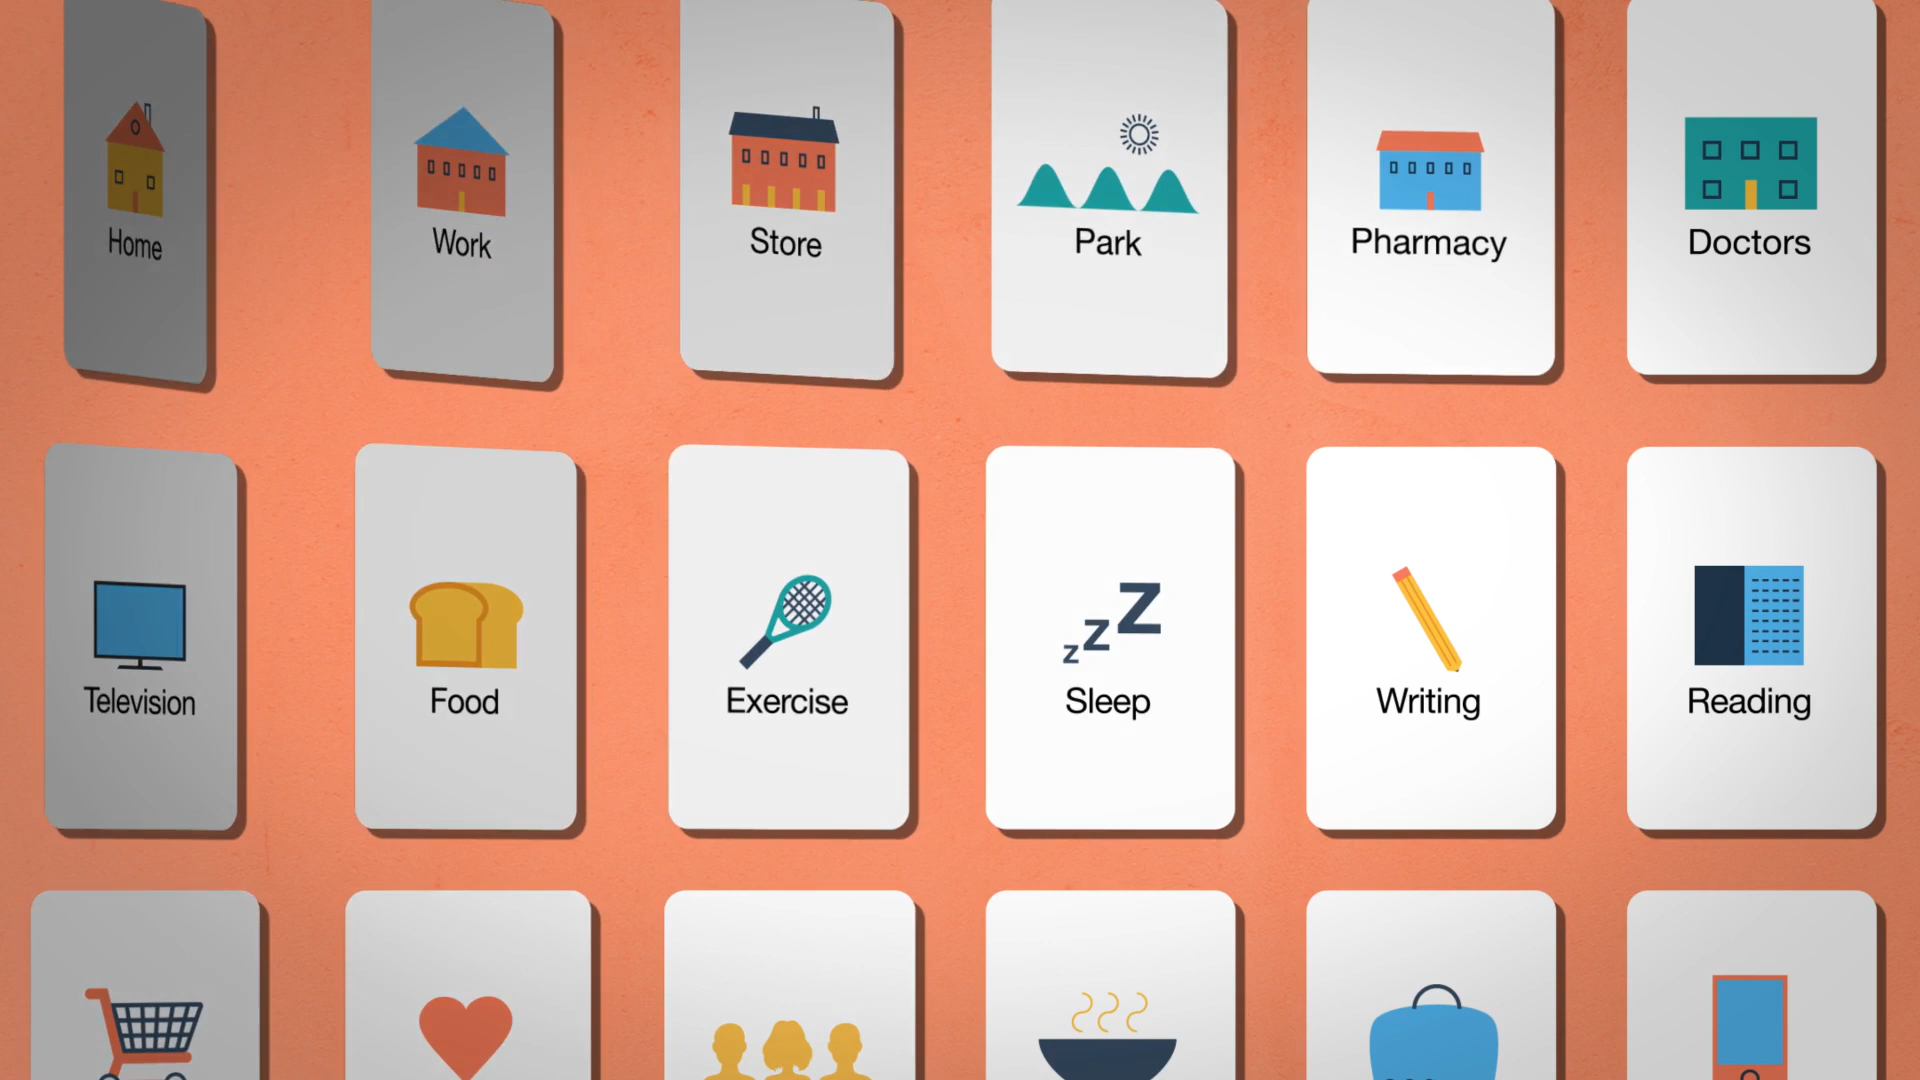 Home
Work
Store
Park
Pharmacy
Doctors
Television
Food
Exercise
Sleep
Writing
Reading